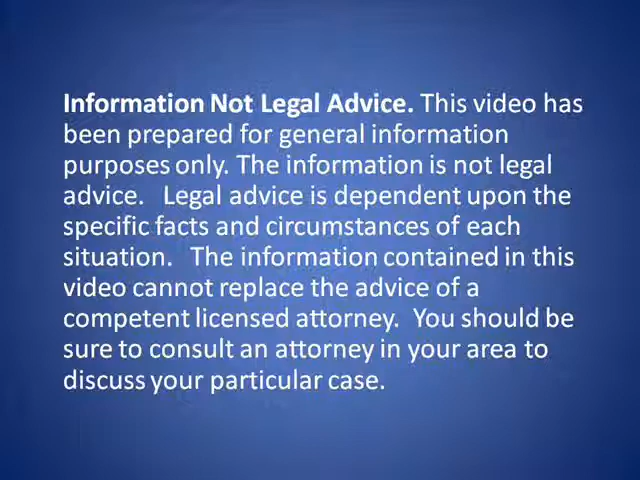 Information Not Legal Advice. This video has
been prepared for general information
purposes only. The information is not legal
advice.   Legal advice is dependent upon the
specific facts and circumstances of each
situation.   The information contained in this
video cannot replace the advice of a
competent licensed attorney.  You should be
sure to consult an attorney in your area to
discuss your particular case.